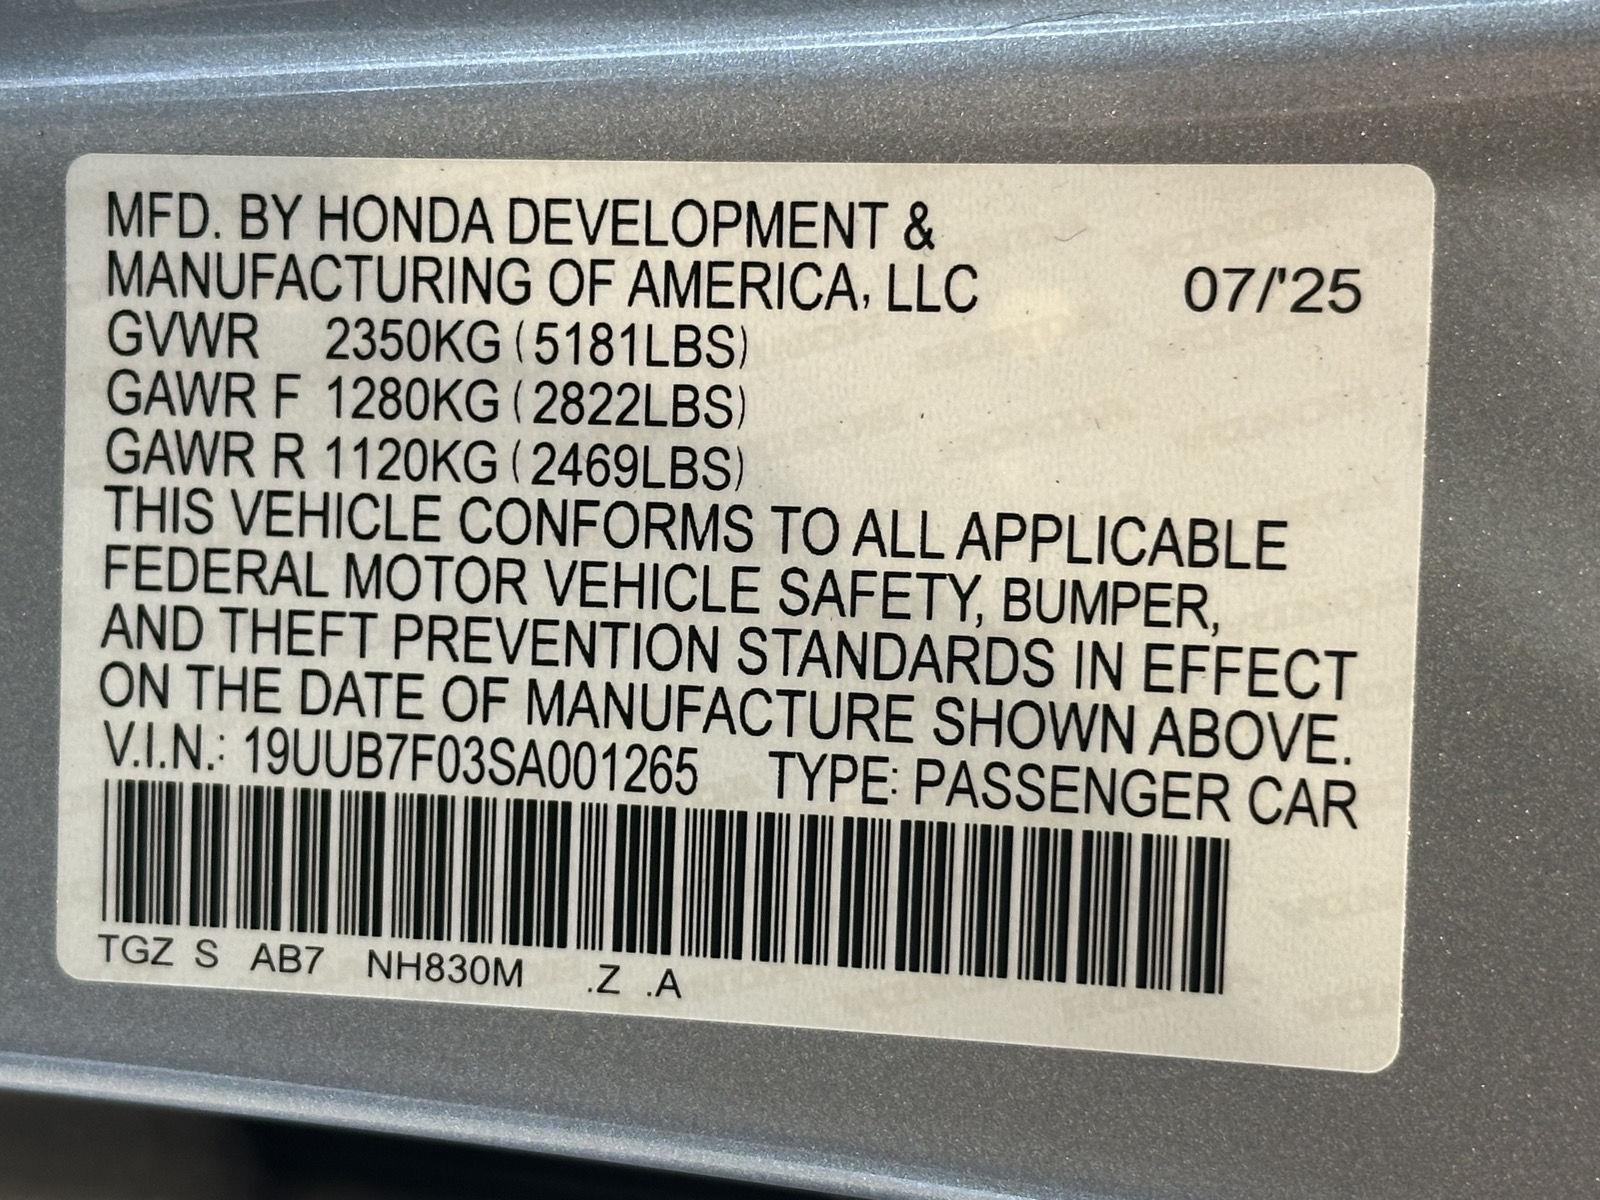 MFD. BY HONDA DEVELOPMENT &
MANUFACTURING OF AMERICA, LLC 07/'25
GVWR 2350KG (5181LBS)
GAWR F 1280KG (2822LBS)
GAWR R 1120KG (2469LBS)
THIS VEHICLE CONFORMS TO ALL APPLICABLE
FEDERAL MOTOR VEHICLE SAFETY, BUMPER,
AND THEFT PREVENTION STANDARDS IN EFFECT
ON THE DATE OF MANUFACTURE SHOWN ABOVE.
V.I.N.: 19UUB7F03SA001265 TYPE: PASSENGER CAR
TGZ S AB7 NH830M .Z .A